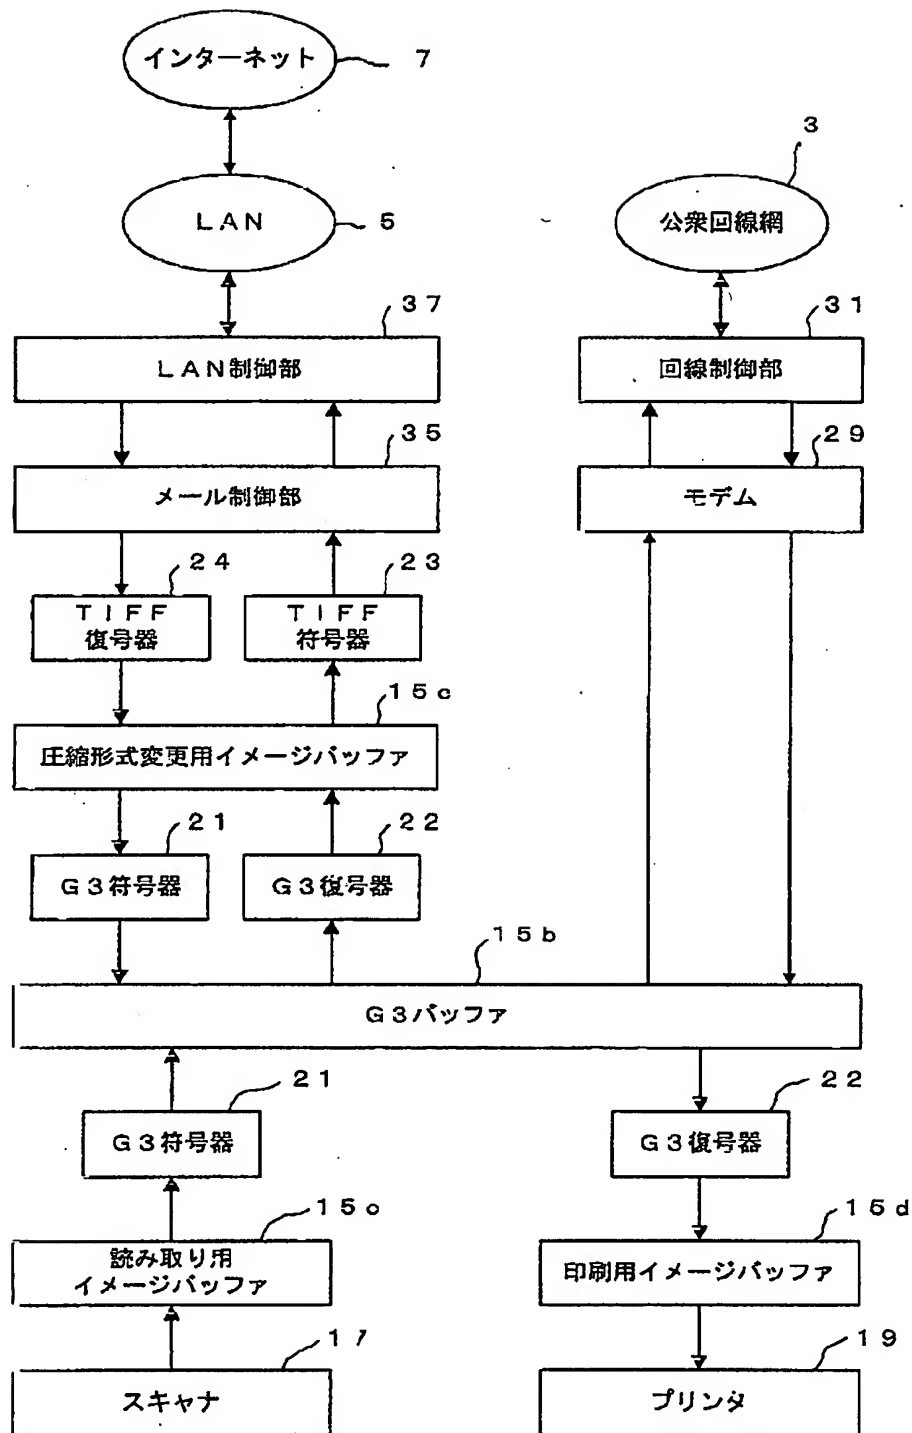 インターネット 7
3
LAN 5
公衆回線網
37
31
LAN制御部
回線制御部
35
29
メール制御部
モデム
24
23
TIFF
復号器
TIFF
符号器
15c
圧縮形式変更用イメージバッファ
21
22
G3符号器
G3復号器
15b
G3バッファ
21
22
G3符号器
G3復号器
15c
15d
読み取り用
イメージバッファ
印刷用イメージバッファ
17
19
スキャナ
プリンタ